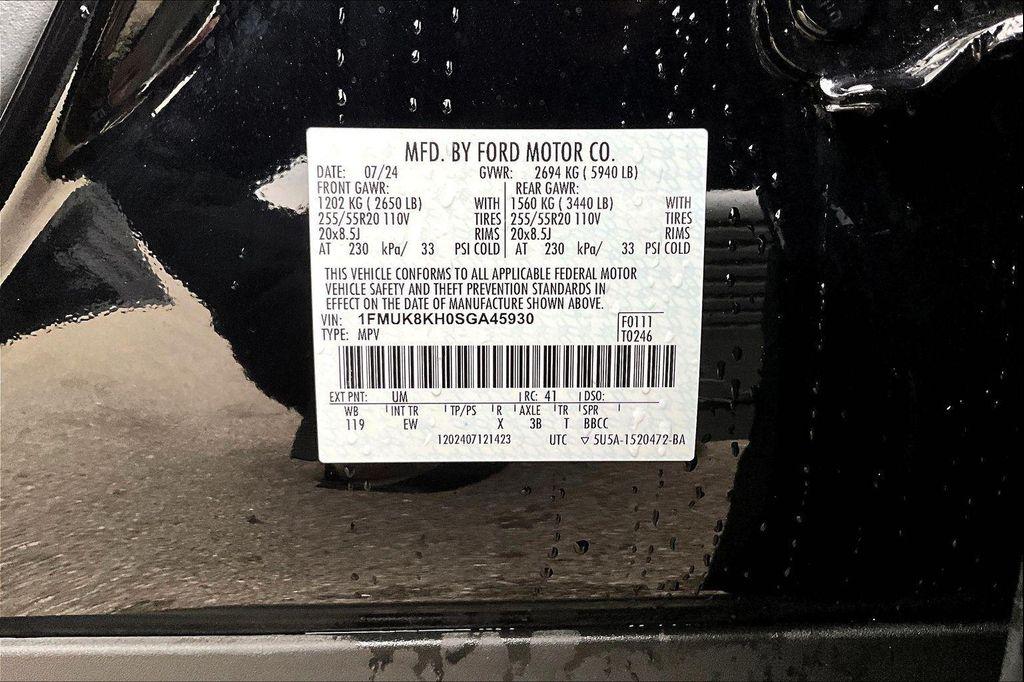 MFD. BY FORD MOTOR CO.
DATE: 07/24 GVWR: 2694 KG ( 5940 LB)
FRONT GAWR: REAR GAWR:
1202 KG ( 2650 LB) WITH 1560 KG ( 3440 LB) WITH
255/55R20 110V TIRES 255/55R20 110V TIRES
20x8.5J RIMS 20x8.5J RIMS
AT 230 kPa/ 33 PSI COLD AT 230 kPa/ 33 PSI COLD
THIS VEHICLE CONFORMS TO ALL APPLICABLE FEDERAL MOTOR
VEHICLE SAFETY AND THEFT PREVENTION STANDARDS IN
EFFECT ON THE DATE OF MANUFACTURE SHOWN ABOVE.
VIN: 1FMUK8KH0SGA45930 F0111
TYPE: MPV T0246
EXT PNT: UM RC: 41 DSO:
WB INT TR TP/PS R AXLE TR SPR
119 EW X 3B T BBCC
1202407121423 UTC ▽ 5U5A-1520472-BA